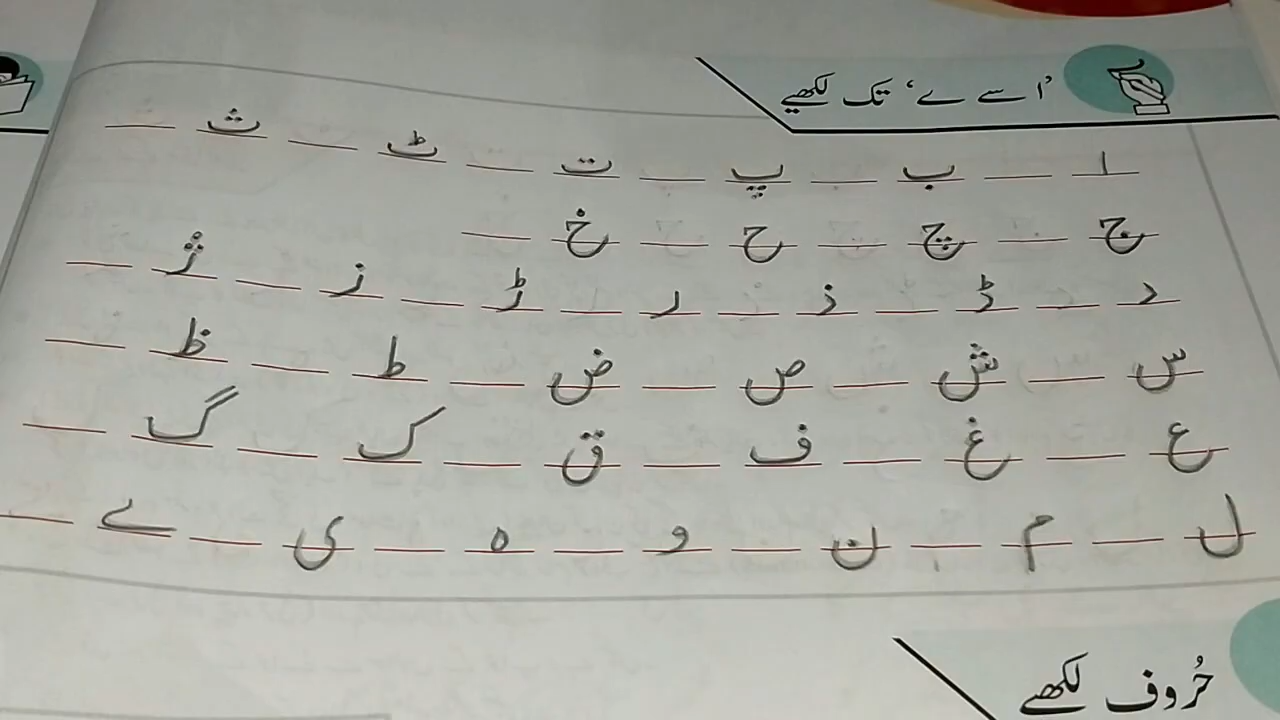 'ا سے ے' تک لکھیے
ا ب پ ت ٹ ث
ج چ ح خ
د ڈ ذ ر ڑ ز ژ
س ش ص ض ط ظ
ع غ ف ق ک گ
ل م ن و ہ ی ے
حُروف لکھیے